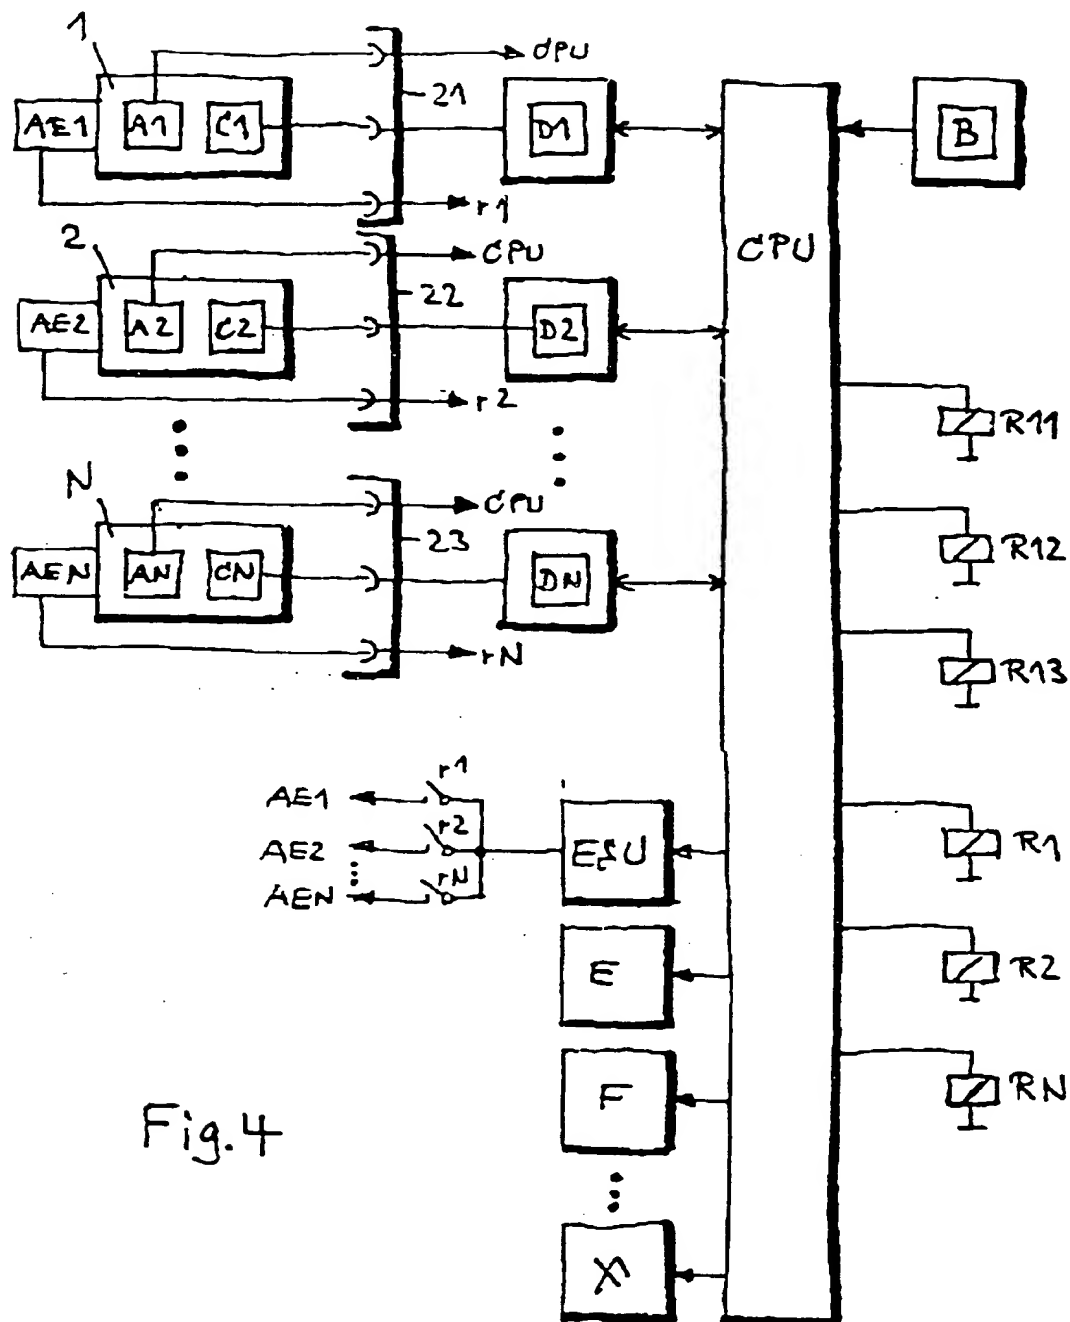 1
CPU
21
AE1
A1
C1
D1
B
r1
CPU
2
CPU
22
AE2
A2
C2
D2
r2
R11
N
CPU
23
R12
AEN
AN
CN
DN
rN
R13
r1
AE1
r2
AE2
rN
AEN
E&U
R1
E
R2
F
RN
Fig.4
X